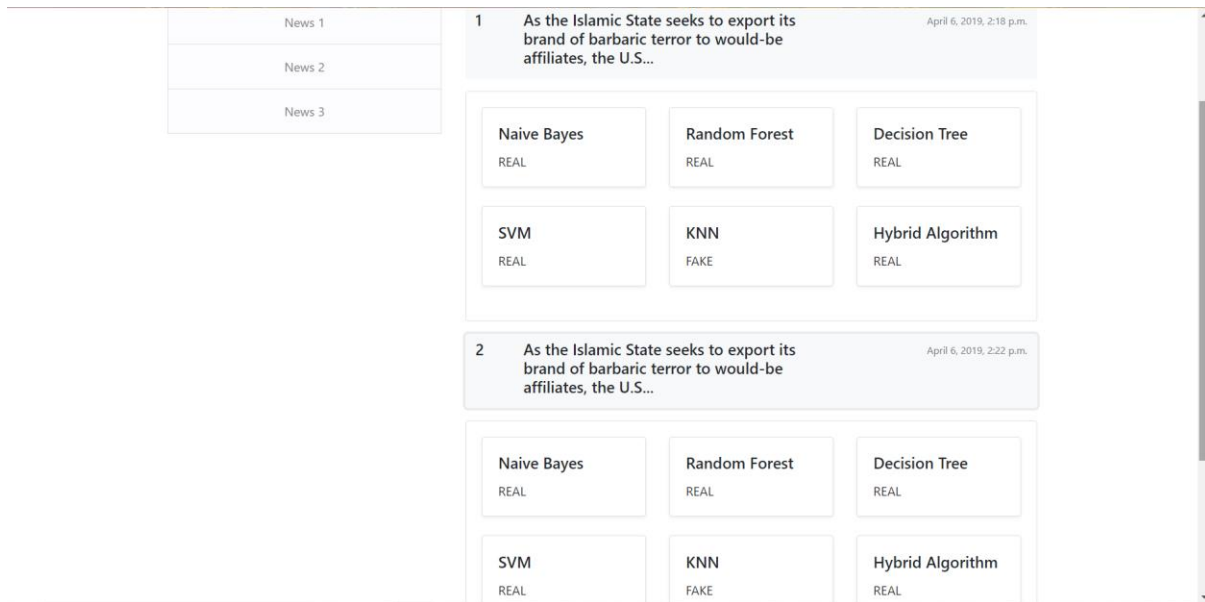 News 1
News 2
News 3
1 As the Islamic State seeks to export its April 6, 2019, 2:18 p.m.
brand of barbaric terror to would-be
affiliates, the U.S...
Naive Bayes Random Forest Decision Tree
REAL REAL REAL
SVM KNN Hybrid Algorithm
REAL FAKE REAL
2 As the Islamic State seeks to export its April 6, 2019, 2:22 p.m.
brand of barbaric terror to would-be
affiliates, the U.S...
Naive Bayes Random Forest Decision Tree
REAL REAL REAL
SVM KNN Hybrid Algorithm
REAL FAKE REAL